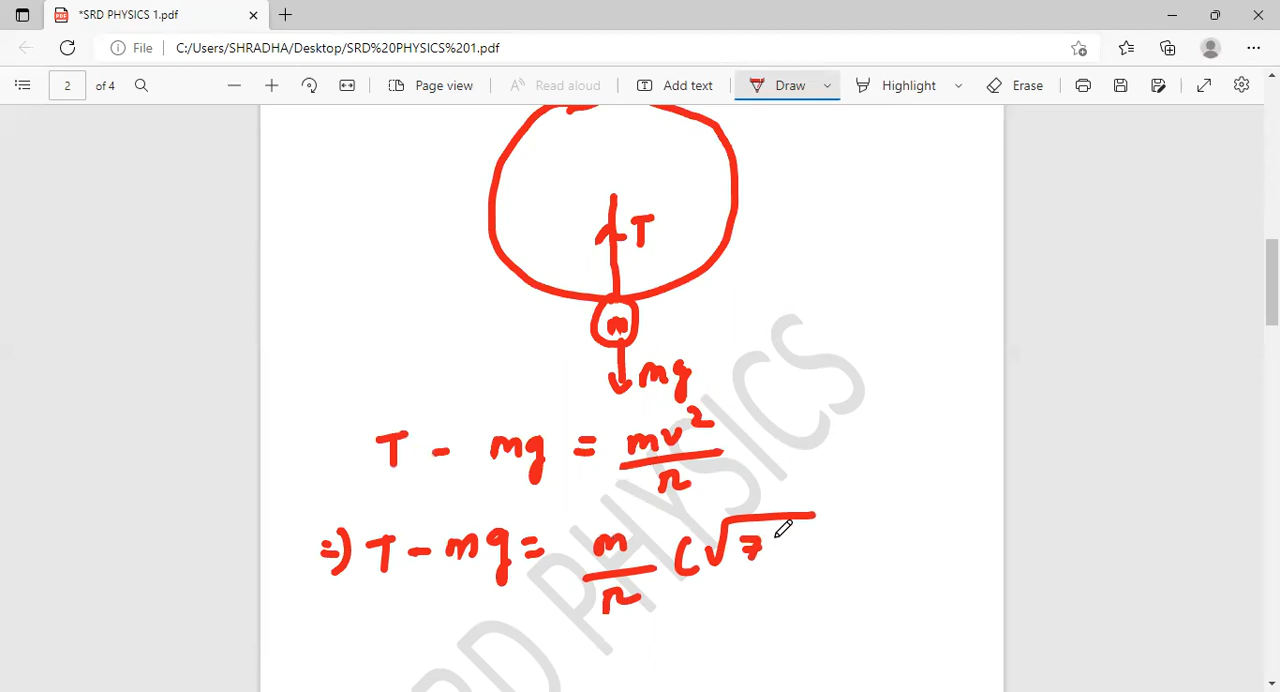 *SRD PHYSICS 1.pdf
File C:/Users/SHRADHA/Desktop/SRD%20PHYSICS%201.pdf
2 of 4 Page view Read aloud Add text Draw Highlight Erase
T
m
mg
T - mg = mv²/r
=) T - mg = m/r (√7
SRD PHYSICS